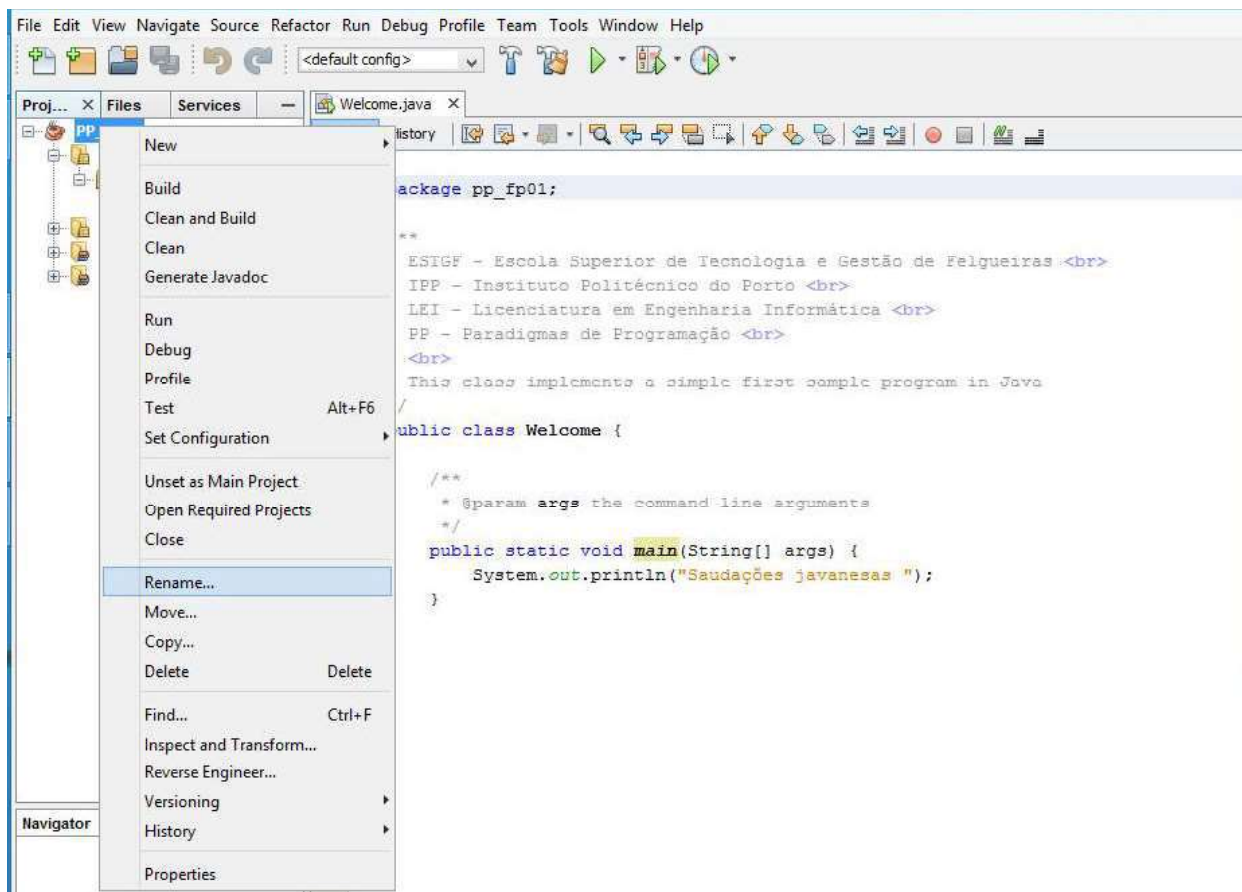 File Edit View Navigate Source Refactor Run Debug Profile Team Tools Window Help
<default config>
Proj... Files Services
Welcome.java
PP_
History
New
Build
Clean and Build
Clean
Generate Javadoc
Run
Debug
Profile
Test Alt+F6
Set Configuration
Unset as Main Project
Open Required Projects
Close
Rename...
Move...
Copy...
Delete Delete
Find... Ctrl+F
Inspect and Transform...
Reverse Engineer...
Versioning
History
Properties
Navigator
ackage pp_fp01;
**
ESTGF - Escola Superior de Tecnologia e Gestão de Felgueiras <br>
IPP - Instituto Politécnico do Porto <br>
LEI - Licenciatura em Engenharia Informática <br>
PP - Paradigmas de Programação <br>
<br>
This class implements a simple first sample program in Java
/
ublic class Welcome {
/**
* @param args the command line arguments
*/
public static void main(String[] args) {
System.out.println("Saudações javanesas ");
}